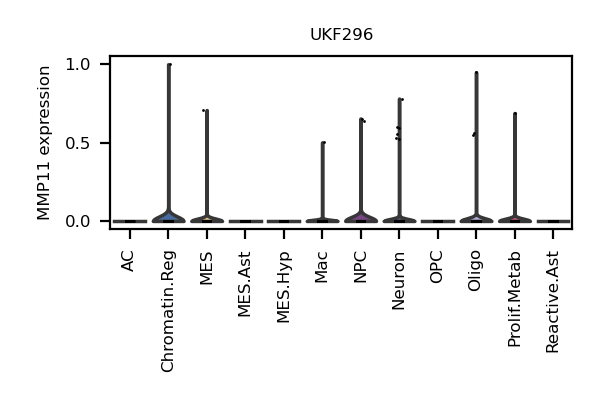 UKF296
MMP11 expression
1.0
0.5
0.0
AC
Chromatin.Reg
MES
MES.Ast
MES.Hyp
Mac
NPC
Neuron
OPC
Oligo
Prolif.Metab
Reactive.Ast